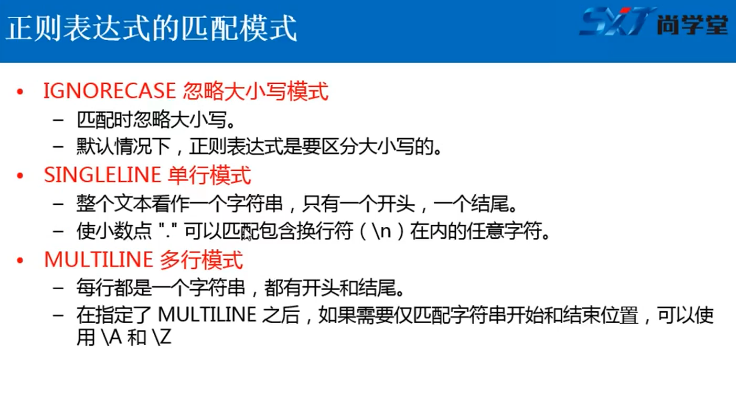 正则表达式的匹配模式
SXT 尚学堂
• IGNORECASE 忽略大小写模式
– 匹配时忽略大小写。
– 默认情况下，正则表达式是要区分大小写的。
• SINGLELINE 单行模式
– 整个文本看作一个字符串，只有一个开头，一个结尾。
– 使小数点 "." 可以匹配包含换行符（\n）在内的任意字符。
• MULTILINE 多行模式
– 每行都是一个字符串，都有开头和结尾。
– 在指定了 MULTILINE 之后，如果需要仅匹配字符串开始和结束位置，可以使
用 \A 和 \Z